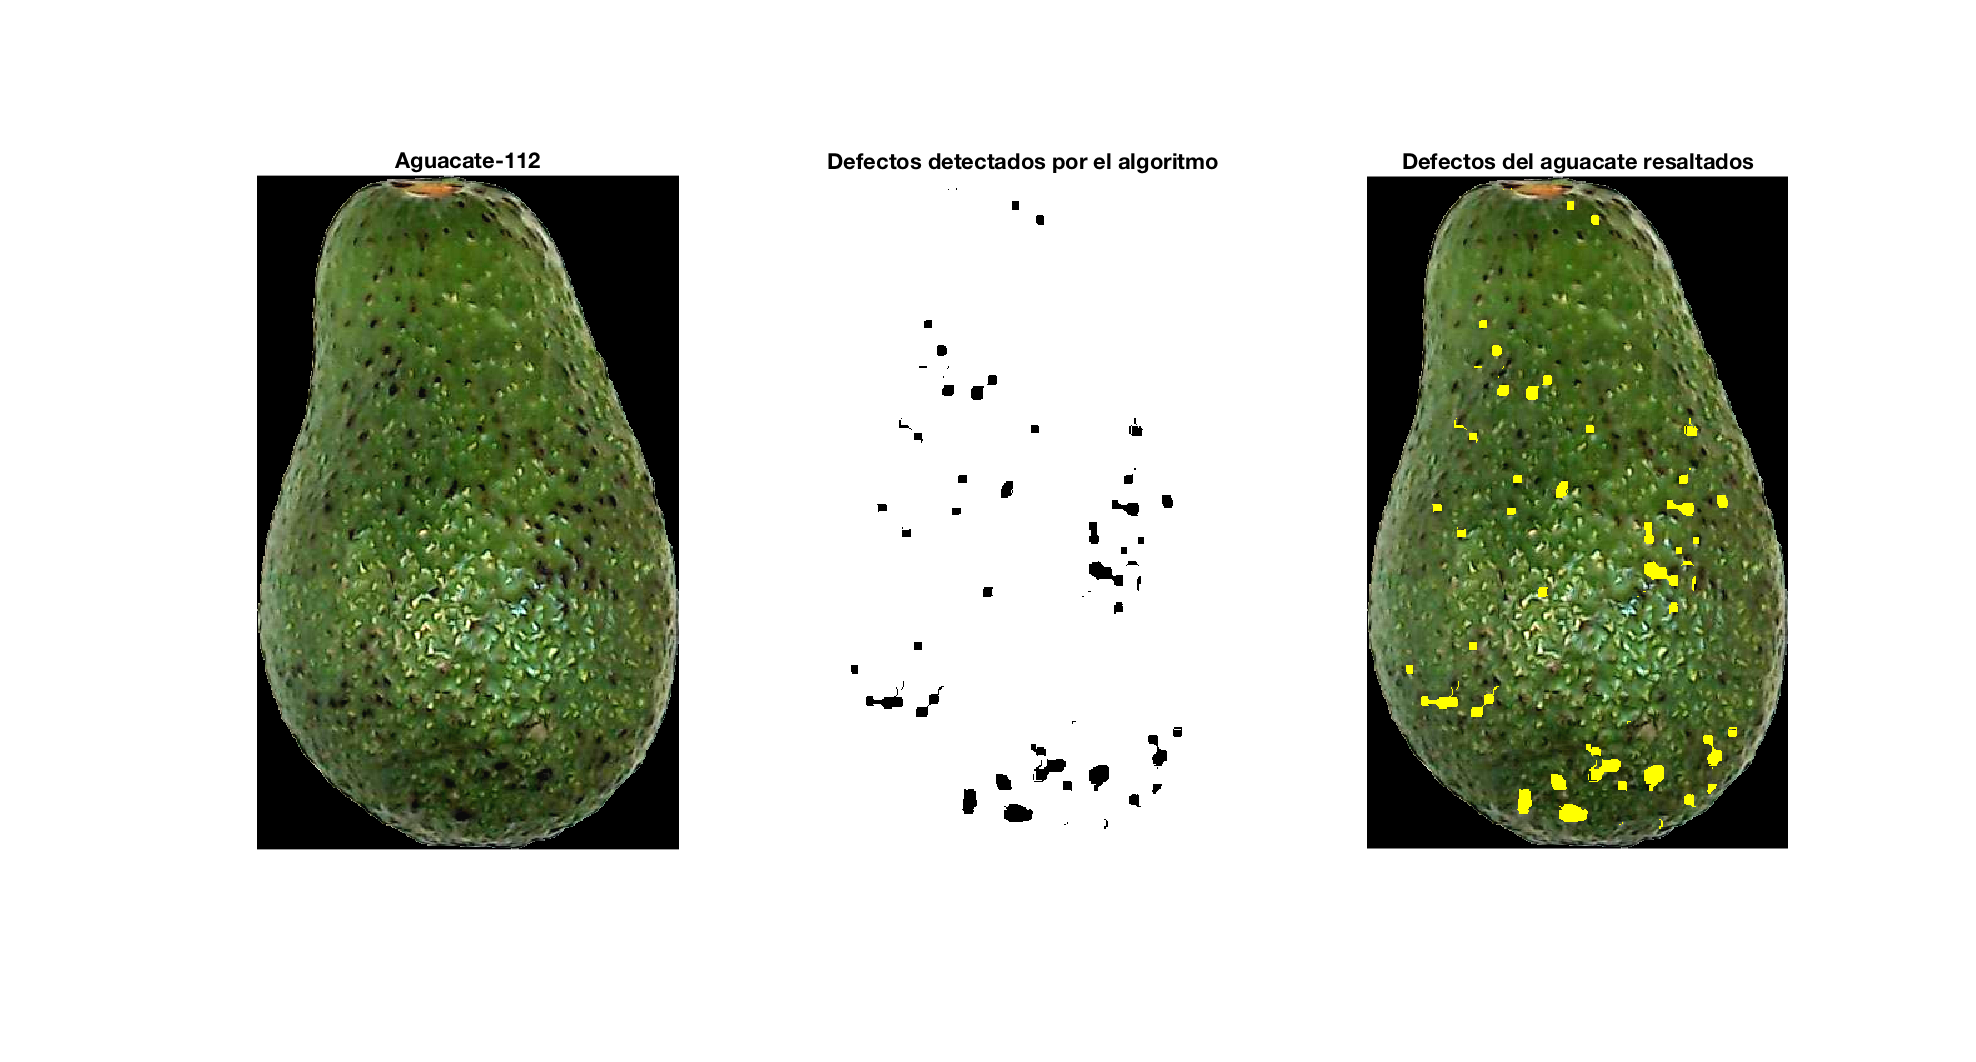 Aguacate-112
Defectos detectados por el algoritmo
Defectos del aguacate resaltados